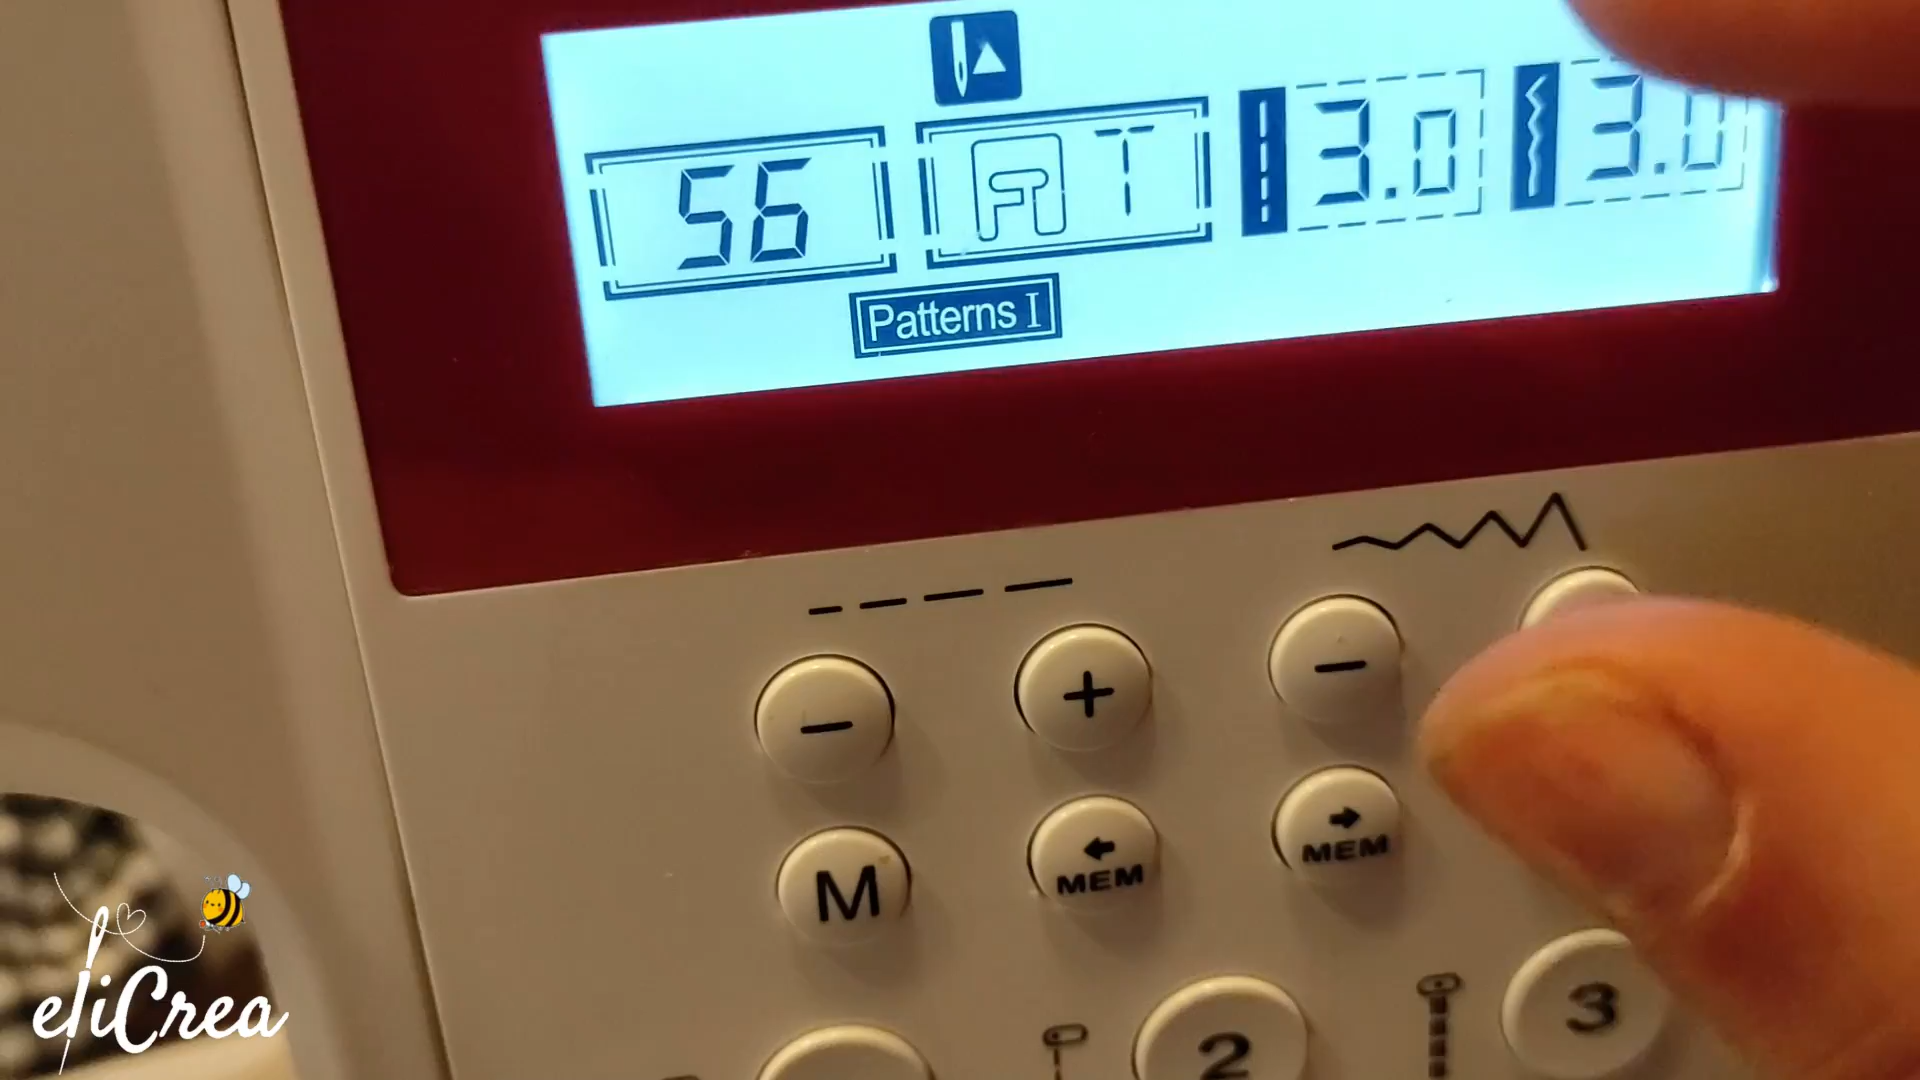 56 A T 3.0 3.0
Patterns I
− + −
M MEM MEM
2 3
eliCrea